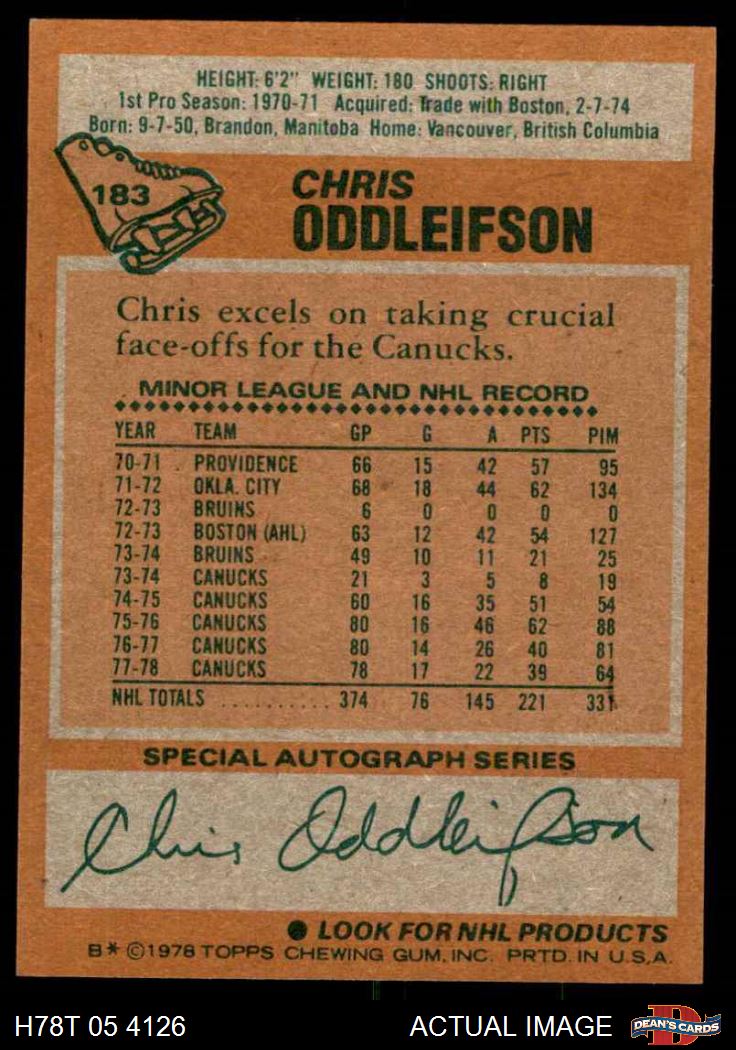 HEIGHT: 6'2" WEIGHT: 180 SHOOTS: RIGHT
1st Pro Season: 1970-71 Acquired: Trade with Boston, 2-7-74
Born: 9-7-50, Brandon, Manitoba Home: Vancouver, British Columbia
183
CHRIS
ODDLEIFSON
Chris excels on taking crucial
face-offs for the Canucks.
MINOR LEAGUE AND NHL RECORD
YEAR TEAM GP G A PTS PIM
70-71 PROVIDENCE 66 15 42 57 95
71-72 OKLA. CITY 68 18 44 62 134
72-73 BRUINS 6 0 0 0 0
72-73 BOSTON (AHL) 63 12 42 54 127
73-74 BRUINS 49 10 11 21 25
73-74 CANUCKS 21 3 5 8 19
74-75 CANUCKS 60 16 35 51 54
75-76 CANUCKS 80 16 46 62 88
76-77 CANUCKS 80 14 26 40 81
77-78 CANUCKS 78 17 22 39 64
NHL TOTALS .......... 374 76 145 221 331
SPECIAL AUTOGRAPH SERIES
Chris Oddleifson
● LOOK FOR NHL PRODUCTS
B* ©1978 TOPPS CHEWING GUM, INC. PRTD. IN U.S.A.
H78T 05 4126 ACTUAL IMAGE DEAN'S CARDS